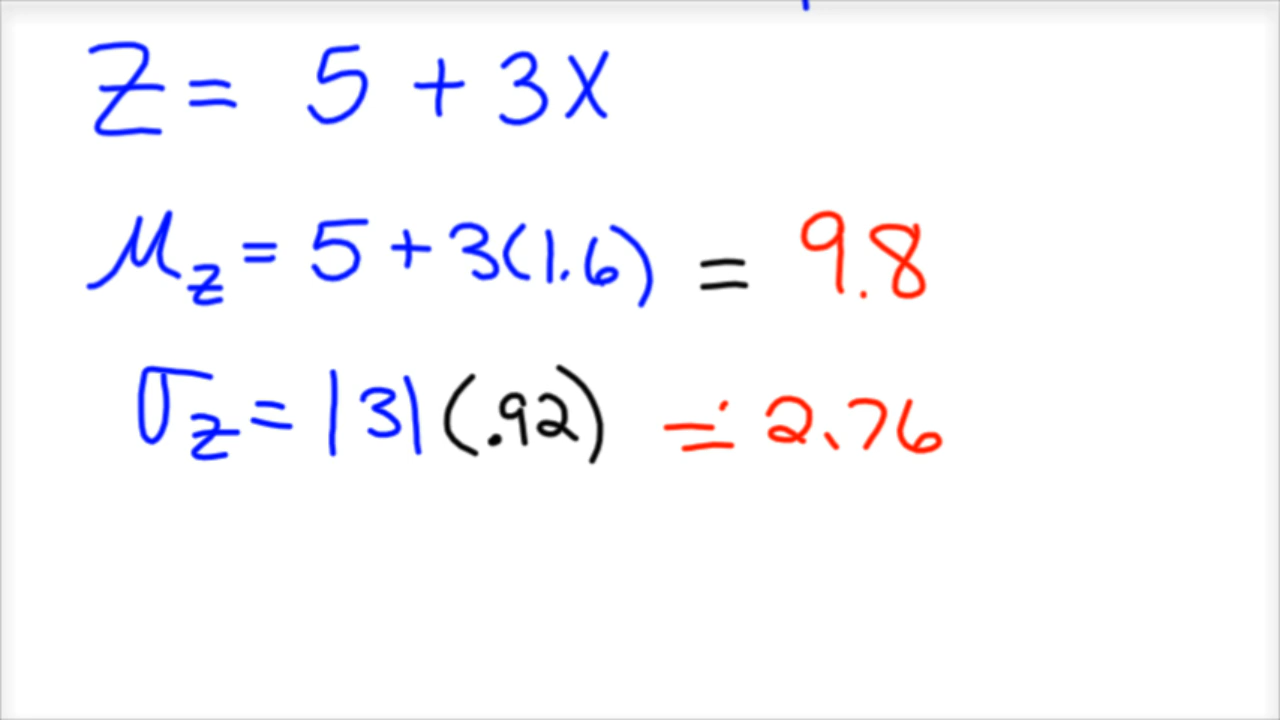 Z = 5 + 3X
μz = 5 + 3(1.6) = 9.8
σz = |3|(.92) = 2.76